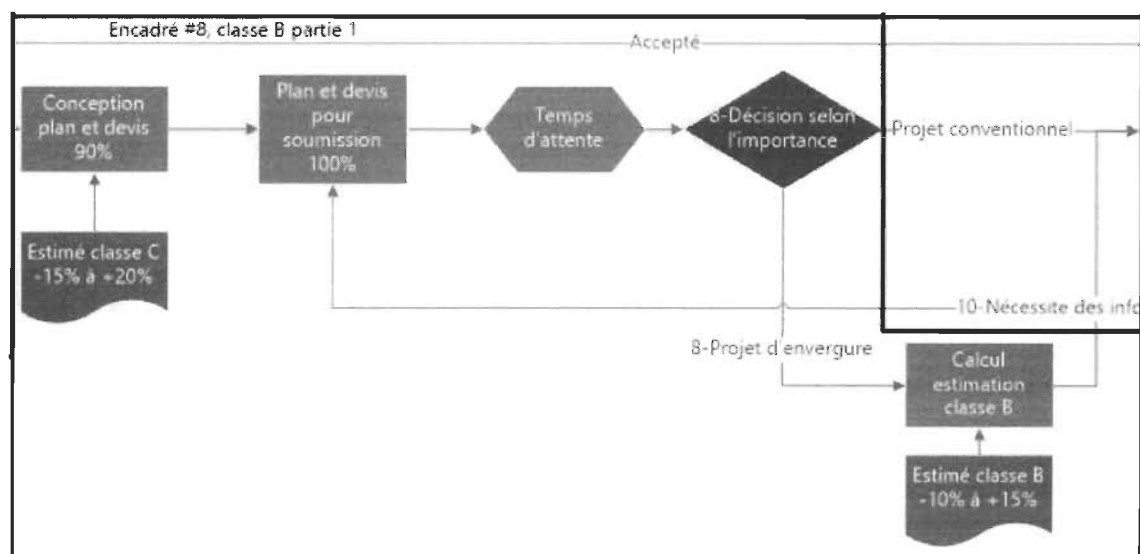 Encadré #8, classe B partie 1
Accepté
Conception
plan et devis
90%
Plan et devis
pour
soumission
100%
Temps
d'attente
8-Décision selon
l'importance
Projet conventionnel
Estimé classe C
-15% à +20%
10-Nécessite des info
8-Projet d'envergure
Calcul
estimation
classe B
Estimé classe B
-10% à +15%